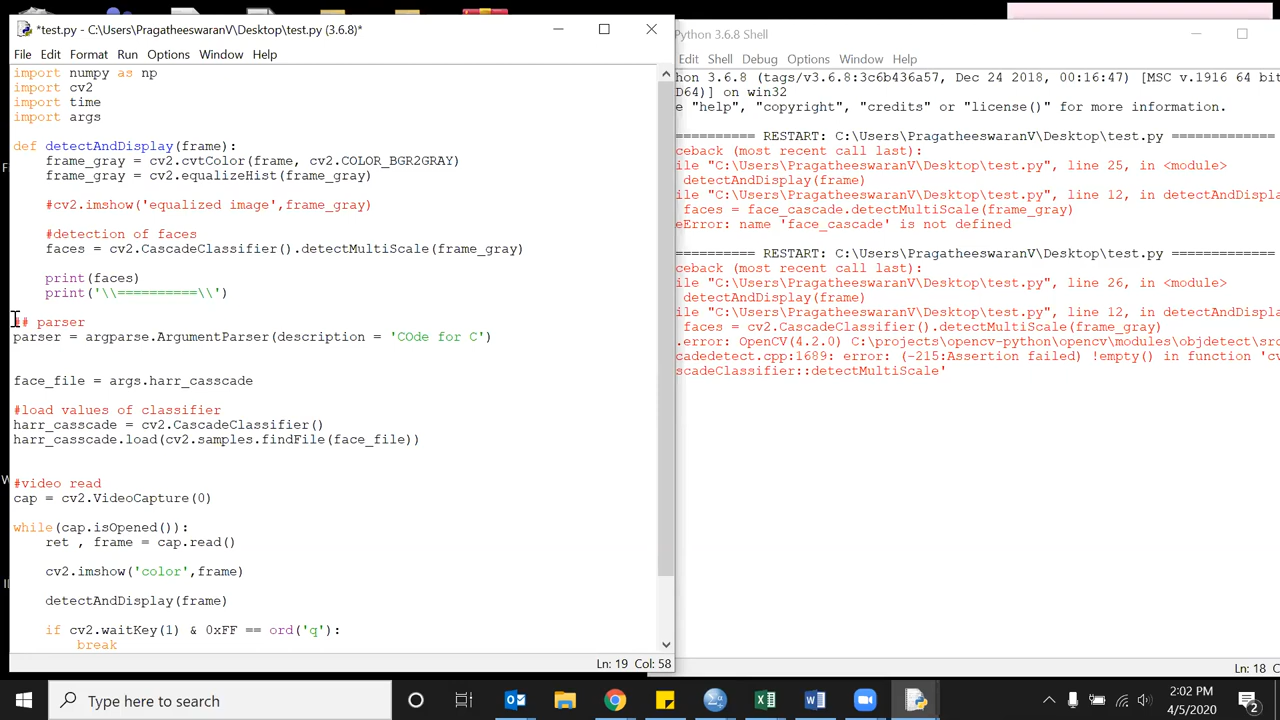 *test.py - C:\Users\PragatheeswaranV\Desktop\test.py (3.6.8)*
File Edit Format Run Options Window Help
import numpy as np
import cv2
import time
import args
def detectAndDisplay(frame):
frame_gray = cv2.cvtColor(frame, cv2.COLOR_BGR2GRAY)
frame_gray = cv2.equalizeHist(frame_gray)
#cv2.imshow('equalized image',frame_gray)
#detection of faces
faces = cv2.CascadeClassifier().detectMultiScale(frame_gray)
print(faces)
print('\\==========\\')
## parser
parser = argparse.ArgumentParser(description = 'COde for C')
face_file = args.harr_casscade
#load values of classifier
harr_casscade = cv2.CascadeClassifier()
harr_casscade.load(cv2.samples.findFile(face_file))
#video read
cap = cv2.VideoCapture(0)
while(cap.isOpened()):
ret , frame = cap.read()
cv2.imshow('color',frame)
detectAndDisplay(frame)
if cv2.waitKey(1) & 0xFF == ord('q'):
break
Ln: 19 Col: 58
Python 3.6.8 Shell
Edit Shell Debug Options Window Help
on 3.6.8 (tags/v3.6.8:3c6b436a57, Dec 24 2018, 00:16:47) [MSC v.1916 64 bit
D64)] on win32
e "help", "copyright", "credits" or "license()" for more information.
========== RESTART: C:\Users\PragatheeswaranV\Desktop\test.py =============
ceback (most recent call last):
ile "C:\Users\PragatheeswaranV\Desktop\test.py", line 25, in <module>
detectAndDisplay(frame)
ile "C:\Users\PragatheeswaranV\Desktop\test.py", line 12, in detectAndDispla
faces = face_cascade.detectMultiScale(frame_gray)
eError: name 'face_cascade' is not defined
========== RESTART: C:\Users\PragatheeswaranV\Desktop\test.py =============
ceback (most recent call last):
ile "C:\Users\PragatheeswaranV\Desktop\test.py", line 26, in <module>
detectAndDisplay(frame)
ile "C:\Users\PragatheeswaranV\Desktop\test.py", line 12, in detectAndDispla
faces = cv2.CascadeClassifier().detectMultiScale(frame_gray)
.error: OpenCV(4.2.0) C:\projects\opencv-python\opencv\modules\objdetect\src
cadedetect.cpp:1689: error: (-215:Assertion failed) !empty() in function 'cv
scadeClassifier::detectMultiScale'
Ln: 18 C
Type here to search
2:02 PM
4/5/2020
2